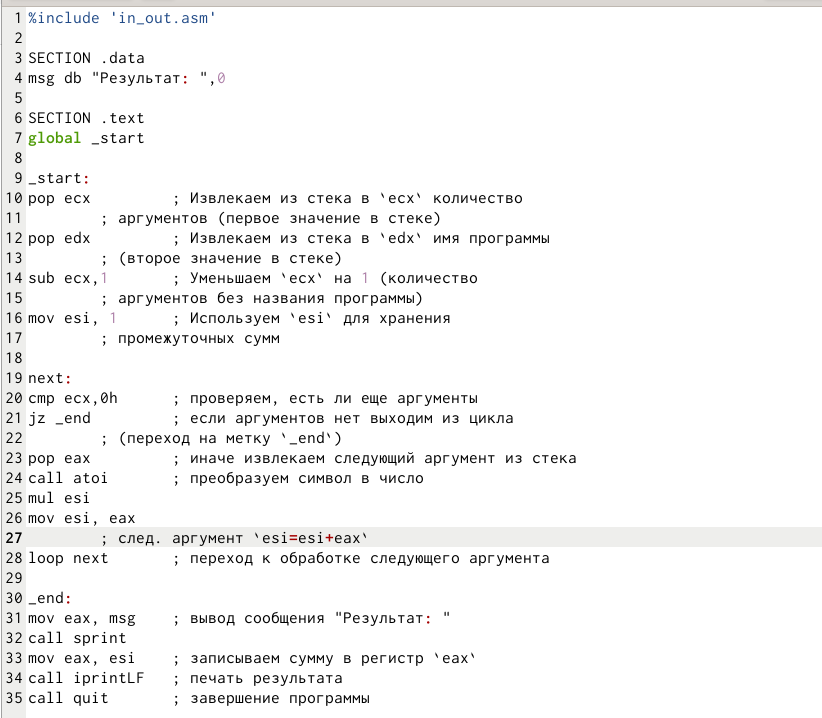 1 %include 'in_out.asm'
2
3 SECTION .data
4 msg db "Результат: ",0
5
6 SECTION .text
7 global _start
8
9 _start:
10 pop ecx         ; Извлекаем из стека в `ecx` количество
11         ; аргументов (первое значение в стеке)
12 pop edx         ; Извлекаем из стека в `edx` имя программы
13         ; (второе значение в стеке)
14 sub ecx,1       ; Уменьшаем `ecx` на 1 (количество
15         ; аргументов без названия программы)
16 mov esi, 1      ; Используем `esi` для хранения
17         ; промежуточных сумм
18
19 next:
20 cmp ecx,0h      ; проверяем, есть ли еще аргументы
21 jz _end         ; если аргументов нет выходим из цикла
22         ; (переход на метку `_end`)
23 pop eax         ; иначе извлекаем следующий аргумент из стека
24 call atoi       ; преобразуем символ в число
25 mul esi
26 mov esi, eax
27         ; след. аргумент `esi=esi+eax`
28 loop next       ; переход к обработке следующего аргумента
29
30 _end:
31 mov eax, msg    ; вывод сообщения "Результат: "
32 call sprint
33 mov eax, esi    ; записываем сумму в регистр `eax`
34 call iprintLF   ; печать результата
35 call quit       ; завершение программы